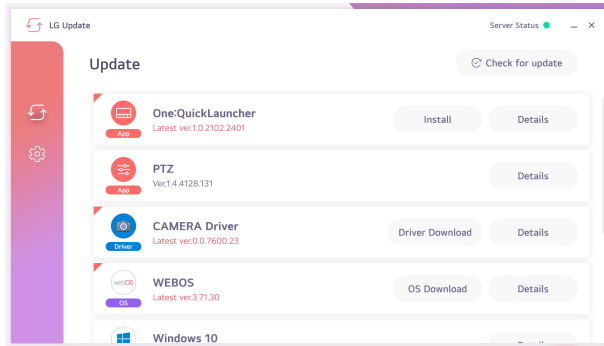 LG Update
Server Status
Update
Check for update
One:QuickLauncher
Latest ver.1.0.2102.2401
App
Install
Details
PTZ
Ver.1.4.4128.131
App
Details
CAMERA Driver
Latest ver.0.0.7600.23
Driver
Driver Download
Details
webOS
WEBOS
Latest ver.3.71.30
OS
OS Download
Details
Windows 10